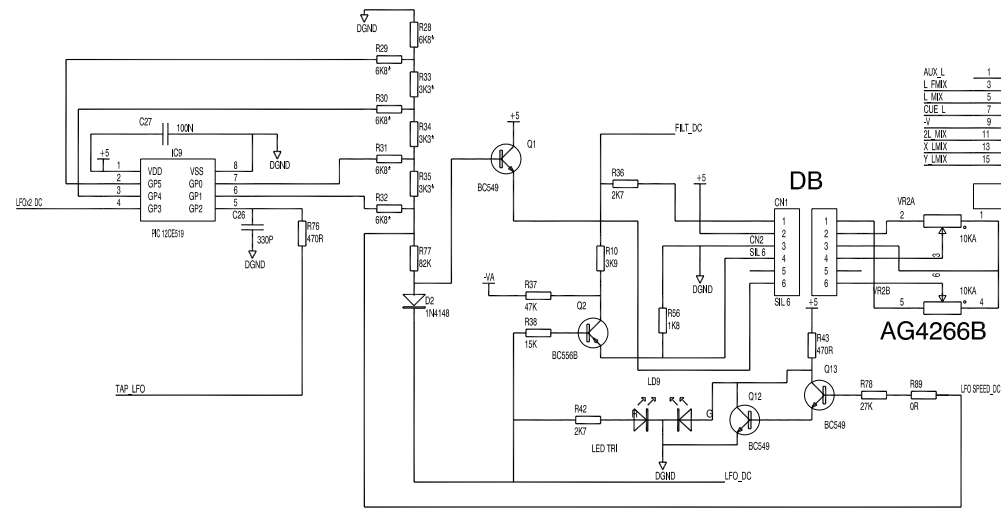 DGND
R28
6K8*
R29
6K8*
R33
3K3*
R30
6K8*
R34
3K3*
R31
6K8*
R35
3K3*
R32
6K8*
R77
82K
D2
1N4148
C27
100N
IC9
+5
DGND
1 VDD VSS 8
2 GP5 GP0 7
3 GP4 GP1 6
4 GP3 GP2 5
LFOx2_DC
PIC 12CE519
C26
330P
DGND
R76
470R
TAP_LFO
+5
Q1
BC549
FILT_DC
R36
2K7
+5
R10
3K9
CN2
SIL 6
DGND
-VA
R37
47K
Q2
R38
15K
BC556B
R56
1K8
DB
CN1
1 1
2 2
3 3
4 4
5 5
6 6
SIL 6
VR2A
2 1
10KA
3
6
VR2B
10KA
5 4
AG4266B
+5
R43
470R
Q13
BC549
R78
27K
R89
0R
LFO SPEED_DC
Q12
BC549
LD9
R42
2K7
R G
LED TRI
DGND
LFO_DC
AUX_L 1
L_FMIX 3
L_MIX 5
CUE_L 7
-V 9
2L_MIX 11
X_LMIX 13
Y_LMIX 15